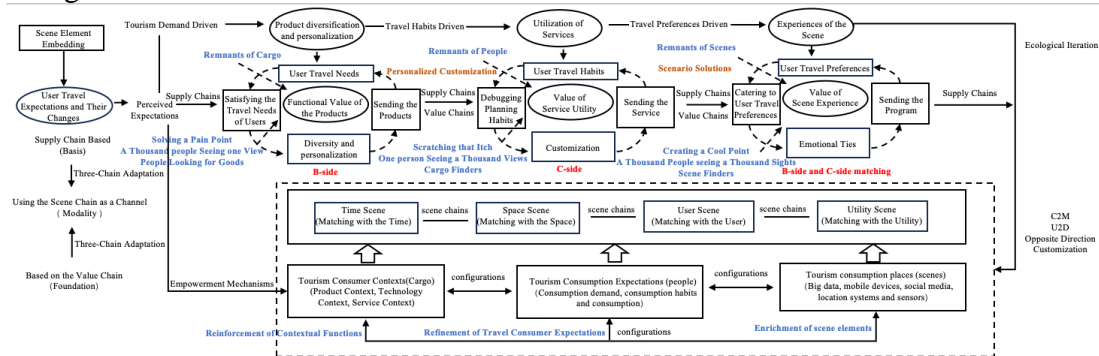 Scene Element
Embedding
User Travel
Expectations and Their
Changes
Supply Chain Based
(Basis)
Three-Chain Adaptation
Using the Scene Chain as a Channel
( Modality )
Three-Chain Adaptation
Based on the Value Chain
(Foundation)
Tourism Demand Driven
Perceived
Expectations
Supply Chains
Product diversification
and personalization
Remnants of Cargo
User Travel Needs
Satisfying the
Travel Needs
of Users
Functional Value of
the Products
Sending the
Products
Diversity and
personalization
Solving a Pain Point
A Thousand people Seeing one View
People Looking for Goods
B-side
Travel Habits Driven
Personalized Customization
Supply Chains
Value Chains
Utilization of
Services
Remnants of People
User Travel Habits
Debugging
Planning
Habits
Value of
Service Utility
Sending the
Service
Customization
Scratching that Itch
One person Seeing a Thousand Views
Cargo Finders
C-side
Travel Preferences Driven
Supply Chains
Value Chains
Experiences of the
Scene
Remnants of Scenes
Scenario Solutions
User Travel Preferences
Catering to
User Travel
Preferences
Value of
Scene Experience
Sending the
Program
Emotional Ties
Creating a Cool Point
A Thousand People seeing a Thousand Sights
Scene Finders
B-side and C-side matching
Supply Chains
Ecological Iteration
C2M
U2D
Opposite Direction
Customization
Time Scene
(Matching with the Time)
scene chains
Space Scene
(Matching with the Space)
scene chains
User Scene
(Matching with the User)
scene chains
Utility Scene
(Matching with the Utility)
Empowerment Mechanisms
Tourism Consumer Contexts(Cargo)
(Product Context, Technology
Context, Service Context)
configurations
Tourism Consumption Expectations (people)
(Consumption demand, consumption habits
and consumption)
configurations
Tourism consumption places (scenes)
(Big data, mobile devices, social media,
location systems and sensors)
Reinforcement of Contextual Functions
Refinement of Travel Consumer Expectations
configurations
Enrichment of scene elements